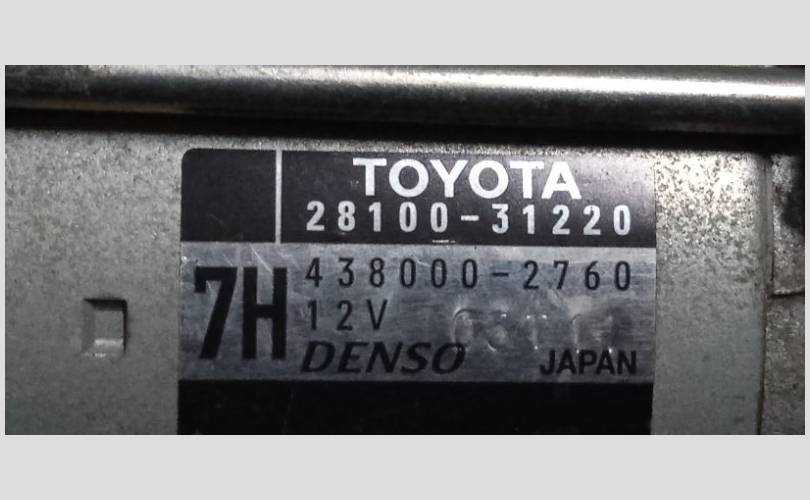 TOYOTA
28100-31220
7H
438000-2760
12V
DENSO JAPAN